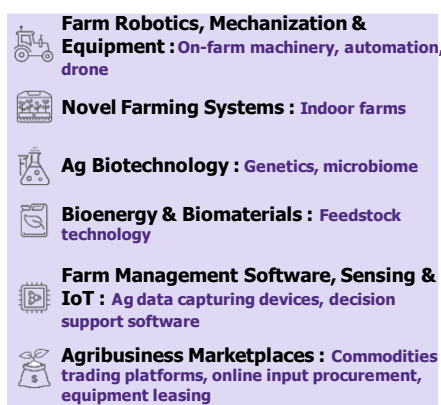 Farm Robotics, Mechanization &
Equipment : On-farm machinery, automation,
drone
Novel Farming Systems : Indoor farms
Ag Biotechnology : Genetics, microbiome
Bioenergy & Biomaterials : Feedstock
technology
Farm Management Software, Sensing &
IoT : Ag data capturing devices, decision
support software
Agribusiness Marketplaces : Commodities
trading platforms, online input procurement,
equipment leasing